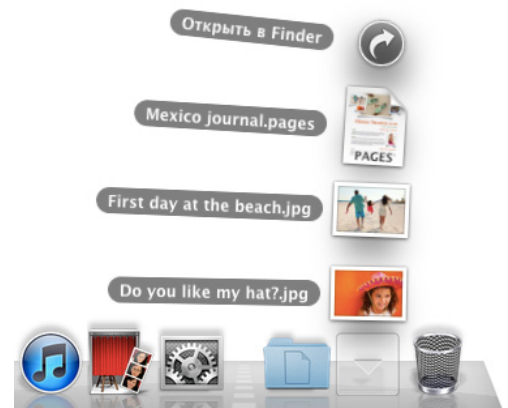 Открыть в Finder
Mexico journal.pages
PAGES
First day at the beach.jpg
Do you like my hat?.jpg